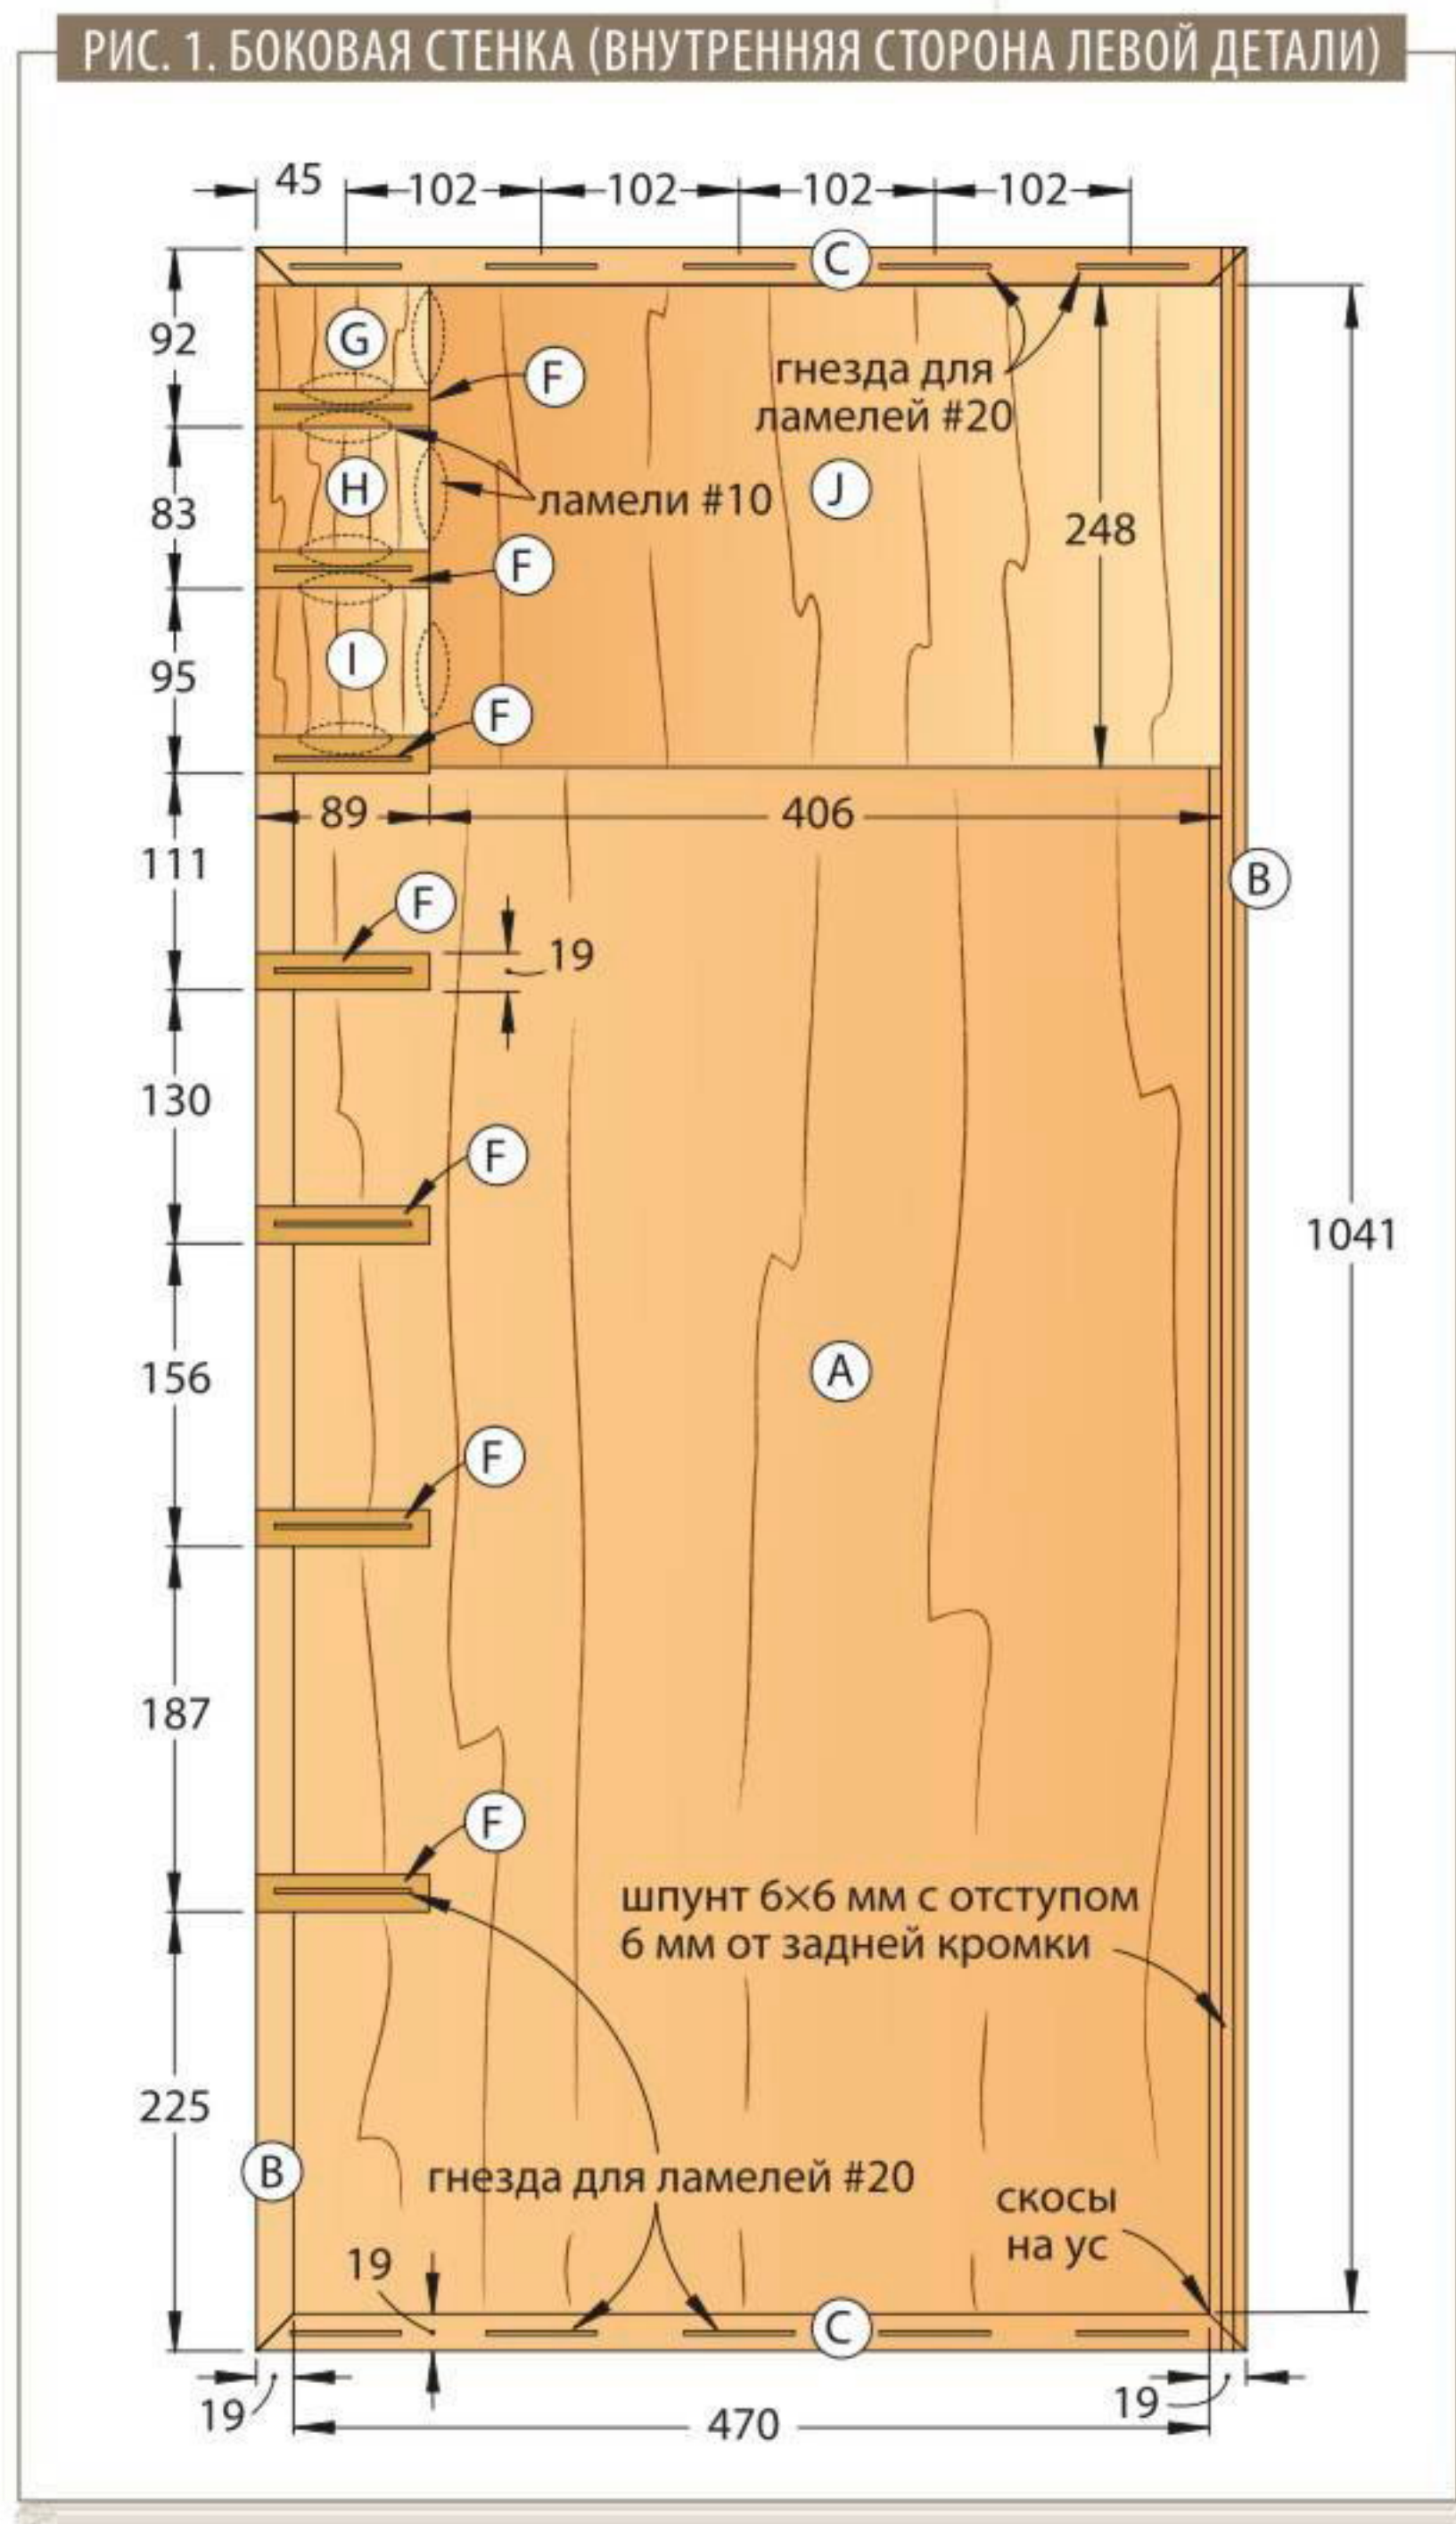 РИС. 1. БОКОВАЯ СТЕНКА (ВНУТРЕННЯЯ СТОРОНА ЛЕВОЙ ДЕТАЛИ)
45 102 102 102 102
C
92
G
F
гнезда для
ламелей #20
83
H
ламели #10
J
248
F
95
I
F
89 406
111
B
F
19
130
F
1041
156
A
F
187
F
шпунт 6×6 мм с отступом
6 мм от задней кромки
225
B
гнезда для ламелей #20
скосы
на ус
19
C
19
470
19